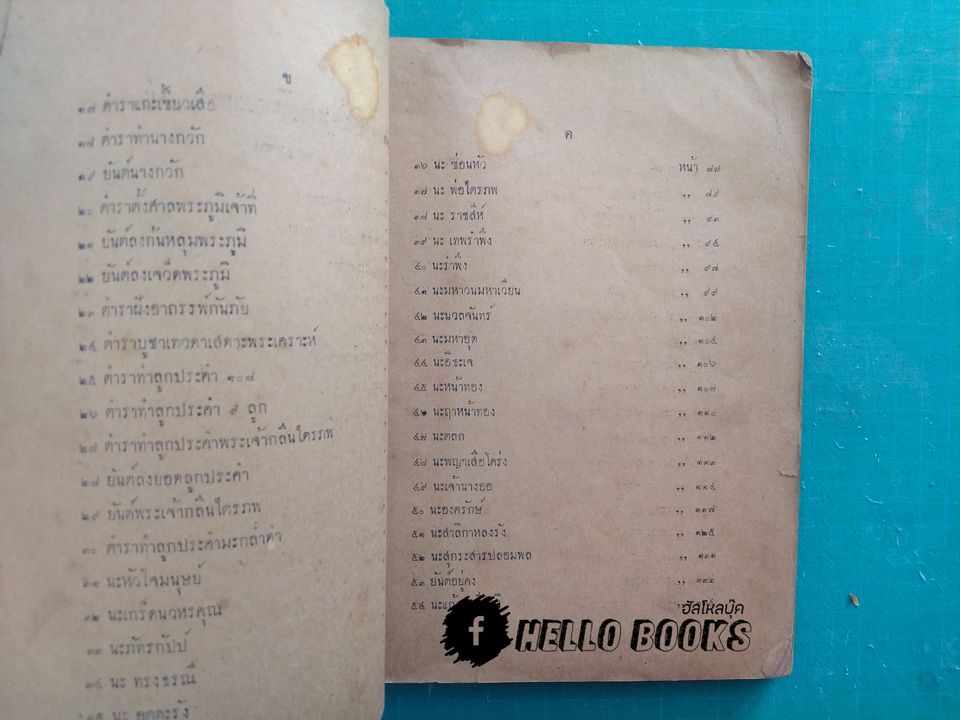 ข
๑๗ ตำราแกะเขี้ยวเสือ
๑๘ ตำราทำนางกวัก
๑๙ ยันต์นางกวัก
๒๐ ตำราตั้งศาลพระภูมิเจ้าที่
๒๑ ยันต์ลงก้นหลุมพระภูมิ
๒๒ ยันต์ลงเจว็ดพระภูมิ
๒๓ ตำราฝังอาถรรพ์กันภัย
๒๔ ตำราบูชาเทวดาเสดาะพระเคราะห์
๒๕ ตำราทำลูกประคำ ๑๐๘
๒๖ ตำราทำลูกประคำ ๙ ลูก
๒๗ ตำราทำลูกประคำพระเจ้ากลืนไตรภพ
๒๘ ยันต์ลงยอดลูกประคำ
๒๙ ยันต์พระเจ้ากลืนไตรภพ
๓๐ ตำราทำลูกประคำมะกล่ำดำ
๓๑ นะหัวใจมนุษย์
๓๒ นะเกร็ดนวหรคุณ
๓๓ นะภัทรกัปป์
๓๔ นะ ทรงธรณี
ค
๓๖ นะ ซ่อนหัว หน้า ๘๗
๓๗ นะ พ่อไตรภพ ,, ๘๙
๓๘ นะ ราชสีห์ ,, ๙๓
๓๙ นะ เทพรำพึง ,, ๙๕
๔๐ นะรำพึง ,, ๙๗
๔๑ นะมหาวนมหาเวียน ,, ๙๙
๔๒ นะนวลจันทร์ ,, ๑๐๒
๔๓ นะมหาอุด ,, ๑๐๔
๔๔ นะอิธะเจ ,, ๑๐๖
๔๕ นะหน้าทอง ,, ๑๐๗
๔๖ นะฤาหน้าทอง ,, ๑๑๐
๔๗ นะตลก ,, ๑๑๒
๔๘ นะพญาเสือโคร่ง ,, ๑๑๓
๔๙ นะเจ้านางออ ,, ๑๑๕
๕๐ นะองครักษ์ ,, ๑๑๗
๕๑ นะสาลิกาหลงรัง ,, ๑๒๕
๕๒ นะสุกระสารปลอมพล ,, ๑๓๑
๕๓ ยันต์อยู่คง ,, ๑๓๒
๕๔
ฮัลโหลบุ๊ค
f HELLO BOOKS